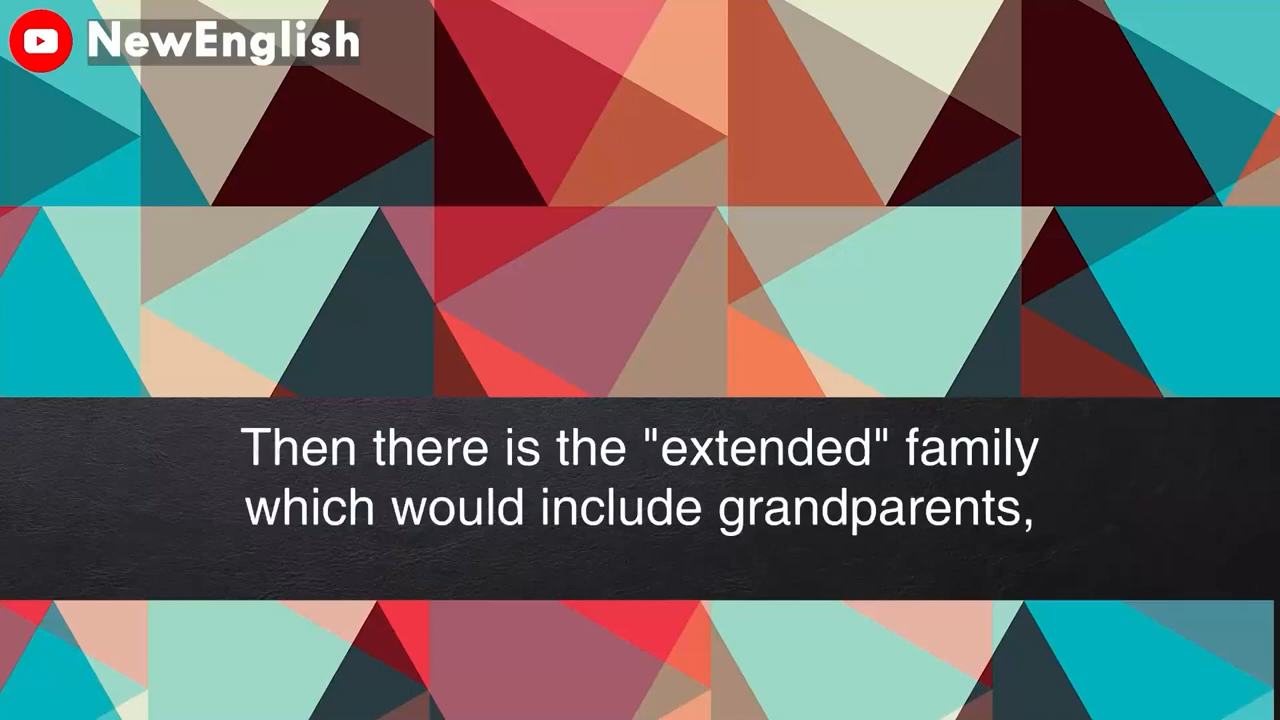 NewEnglish
Then there is the "extended" family
which would include grandparents,